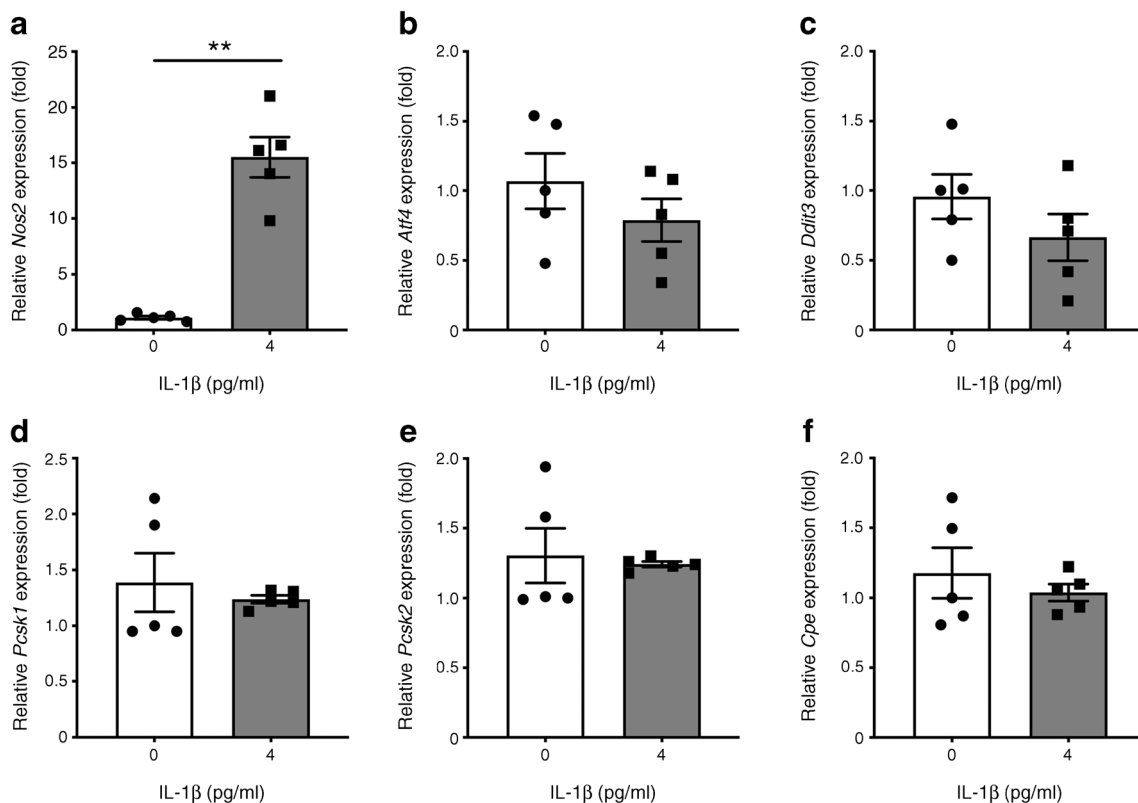 a
Relative Nos2 expression (fold)
25
20
15
10
5
0
**
0
4
IL-1β (pg/ml)
b
Relative Atf4 expression (fold)
2.0
1.5
1.0
0.5
0
0
4
IL-1β (pg/ml)
c
Relative Ddit3 expression (fold)
2.0
1.5
1.0
0.5
0
0
4
IL-1β (pg/ml)
d
Relative Pcsk1 expression (fold)
2.5
2.0
1.5
1.0
0.5
0
0
4
IL-1β (pg/ml)
e
Relative Pcsk2 expression (fold)
2.0
1.5
1.0
0.5
0
0
4
IL-1β (pg/ml)
f
Relative Cpe expression (fold)
2.0
1.5
1.0
0.5
0
0
4
IL-1β (pg/ml)